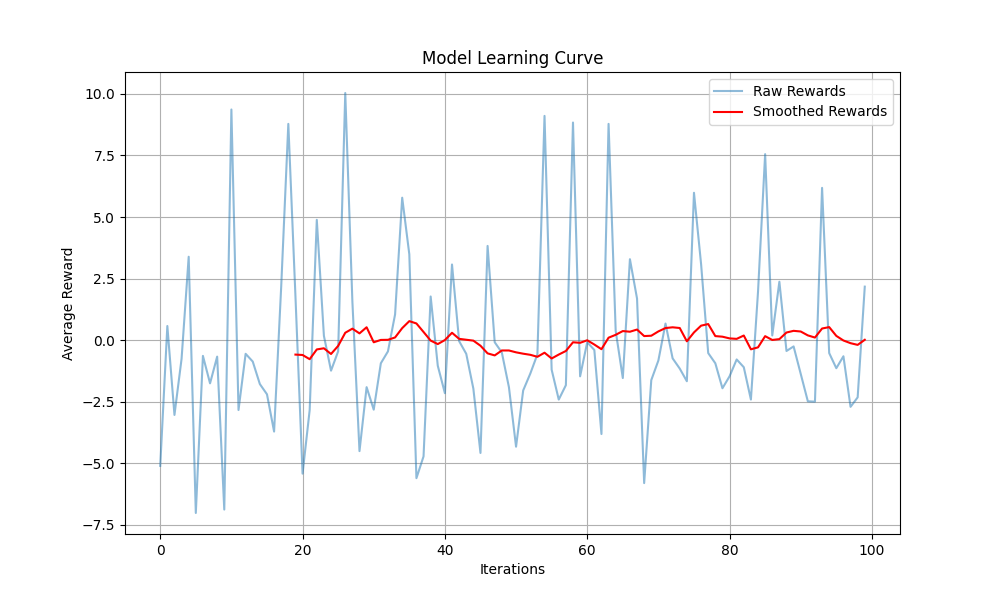 Model Learning Curve
Raw Rewards
Smoothed Rewards
10.0
7.5
5.0
2.5
0.0
−2.5
−5.0
−7.5
Average Reward
0 20 40 60 80 100
Iterations